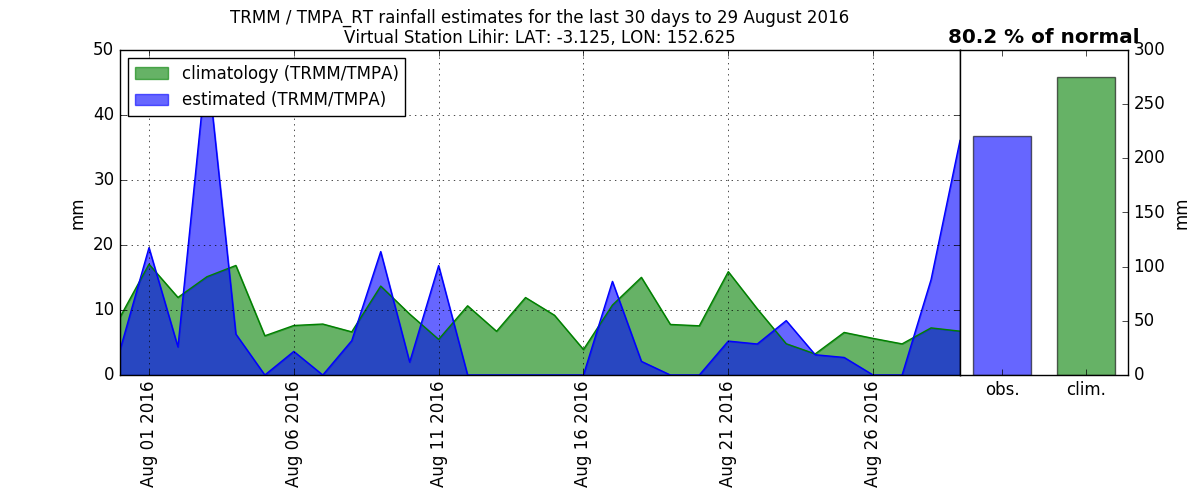 TRMM / TMPA_RT rainfall estimates for the last 30 days to 29 August 2016
Virtual Station Lihir: LAT: -3.125, LON: 152.625
80.2 % of normal
climatology (TRMM/TMPA)
estimated (TRMM/TMPA)
50
40
30
20
10
0
mm
Aug 01 2016
Aug 06 2016
Aug 11 2016
Aug 16 2016
Aug 21 2016
Aug 26 2016
300
250
200
150
100
50
0
mm
obs.
clim.